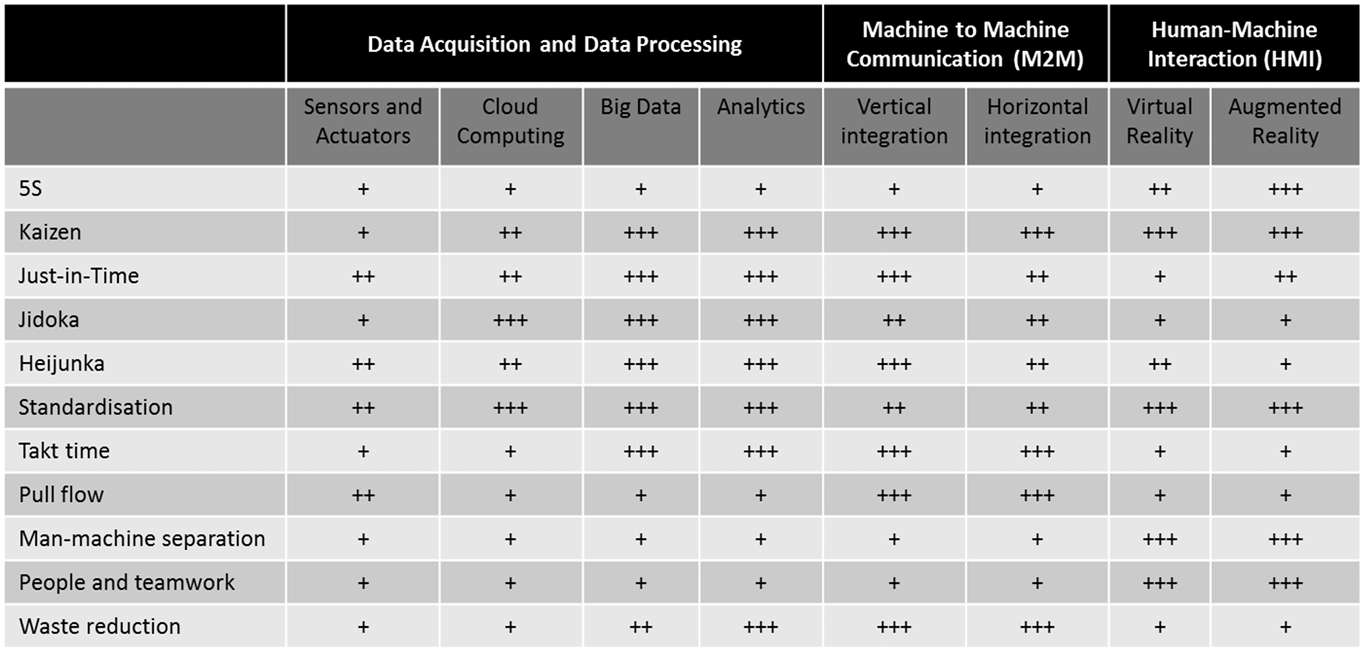 Data Acquisition and Data Processing
Machine to Machine
Communication (M2M)
Human-Machine
Interaction (HMI)
Sensors and
Actuators
Cloud
Computing
Big Data
Analytics
Vertical
integration
Horizontal
integration
Virtual
Reality
Augmented
Reality
5S + + + + + + ++ +++
Kaizen + ++ +++ +++ +++ +++ +++ +++
Just-in-Time ++ ++ +++ +++ +++ ++ + ++
Jidoka + +++ +++ +++ ++ ++ + +
Heijunka ++ ++ +++ +++ +++ ++ ++ +
Standardisation ++ +++ +++ +++ ++ ++ +++ +++
Takt time + + +++ +++ +++ +++ + +
Pull flow ++ + + + +++ +++ + +
Man-machine separation + + + + + + +++ +++
People and teamwork + + + + + + +++ +++
Waste reduction + + ++ +++ +++ +++ + +